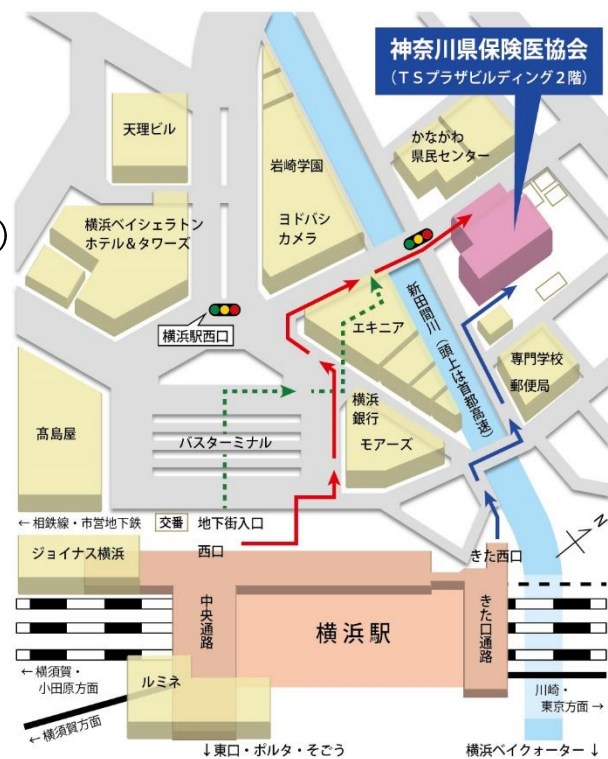 神奈川県保険医協会
（ＴＳプラザビルディング２階）
天理ビル
岩崎学園
かながわ
県民センター
横浜ベイシェラトン
ホテル＆タワーズ
ヨドバシ
カメラ
横浜駅西口
エキニア
新田間川（頭上は首都高速）
専門学校
郵便局
髙島屋
横浜
銀行
モアーズ
バスターミナル
←相鉄線・市営地下鉄
交番
地下街入口
ジョイナス横浜
西口
きた西口
N
中央通路
横浜駅
きた口通路
←横須賀・
小田原方面
ルミネ
←横須賀方面
川崎・
東京方面→
↓東口・ポルタ・そごう
横浜ベイクォーター↓